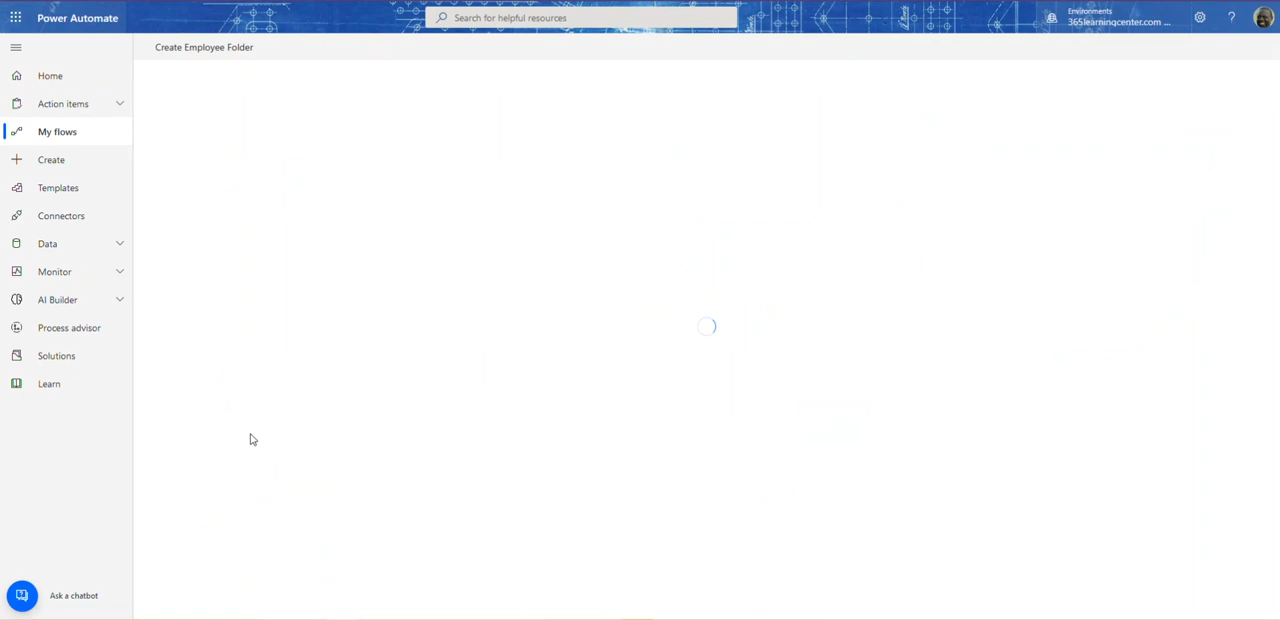 Power Automate
Search for helpful resources
Environments
365learningcenter.com ...
?
Create Employee Folder
Home
Action items
My flows
Create
Templates
Connectors
Data
Monitor
AI Builder
Process advisor
Solutions
Learn
Ask a chatbot